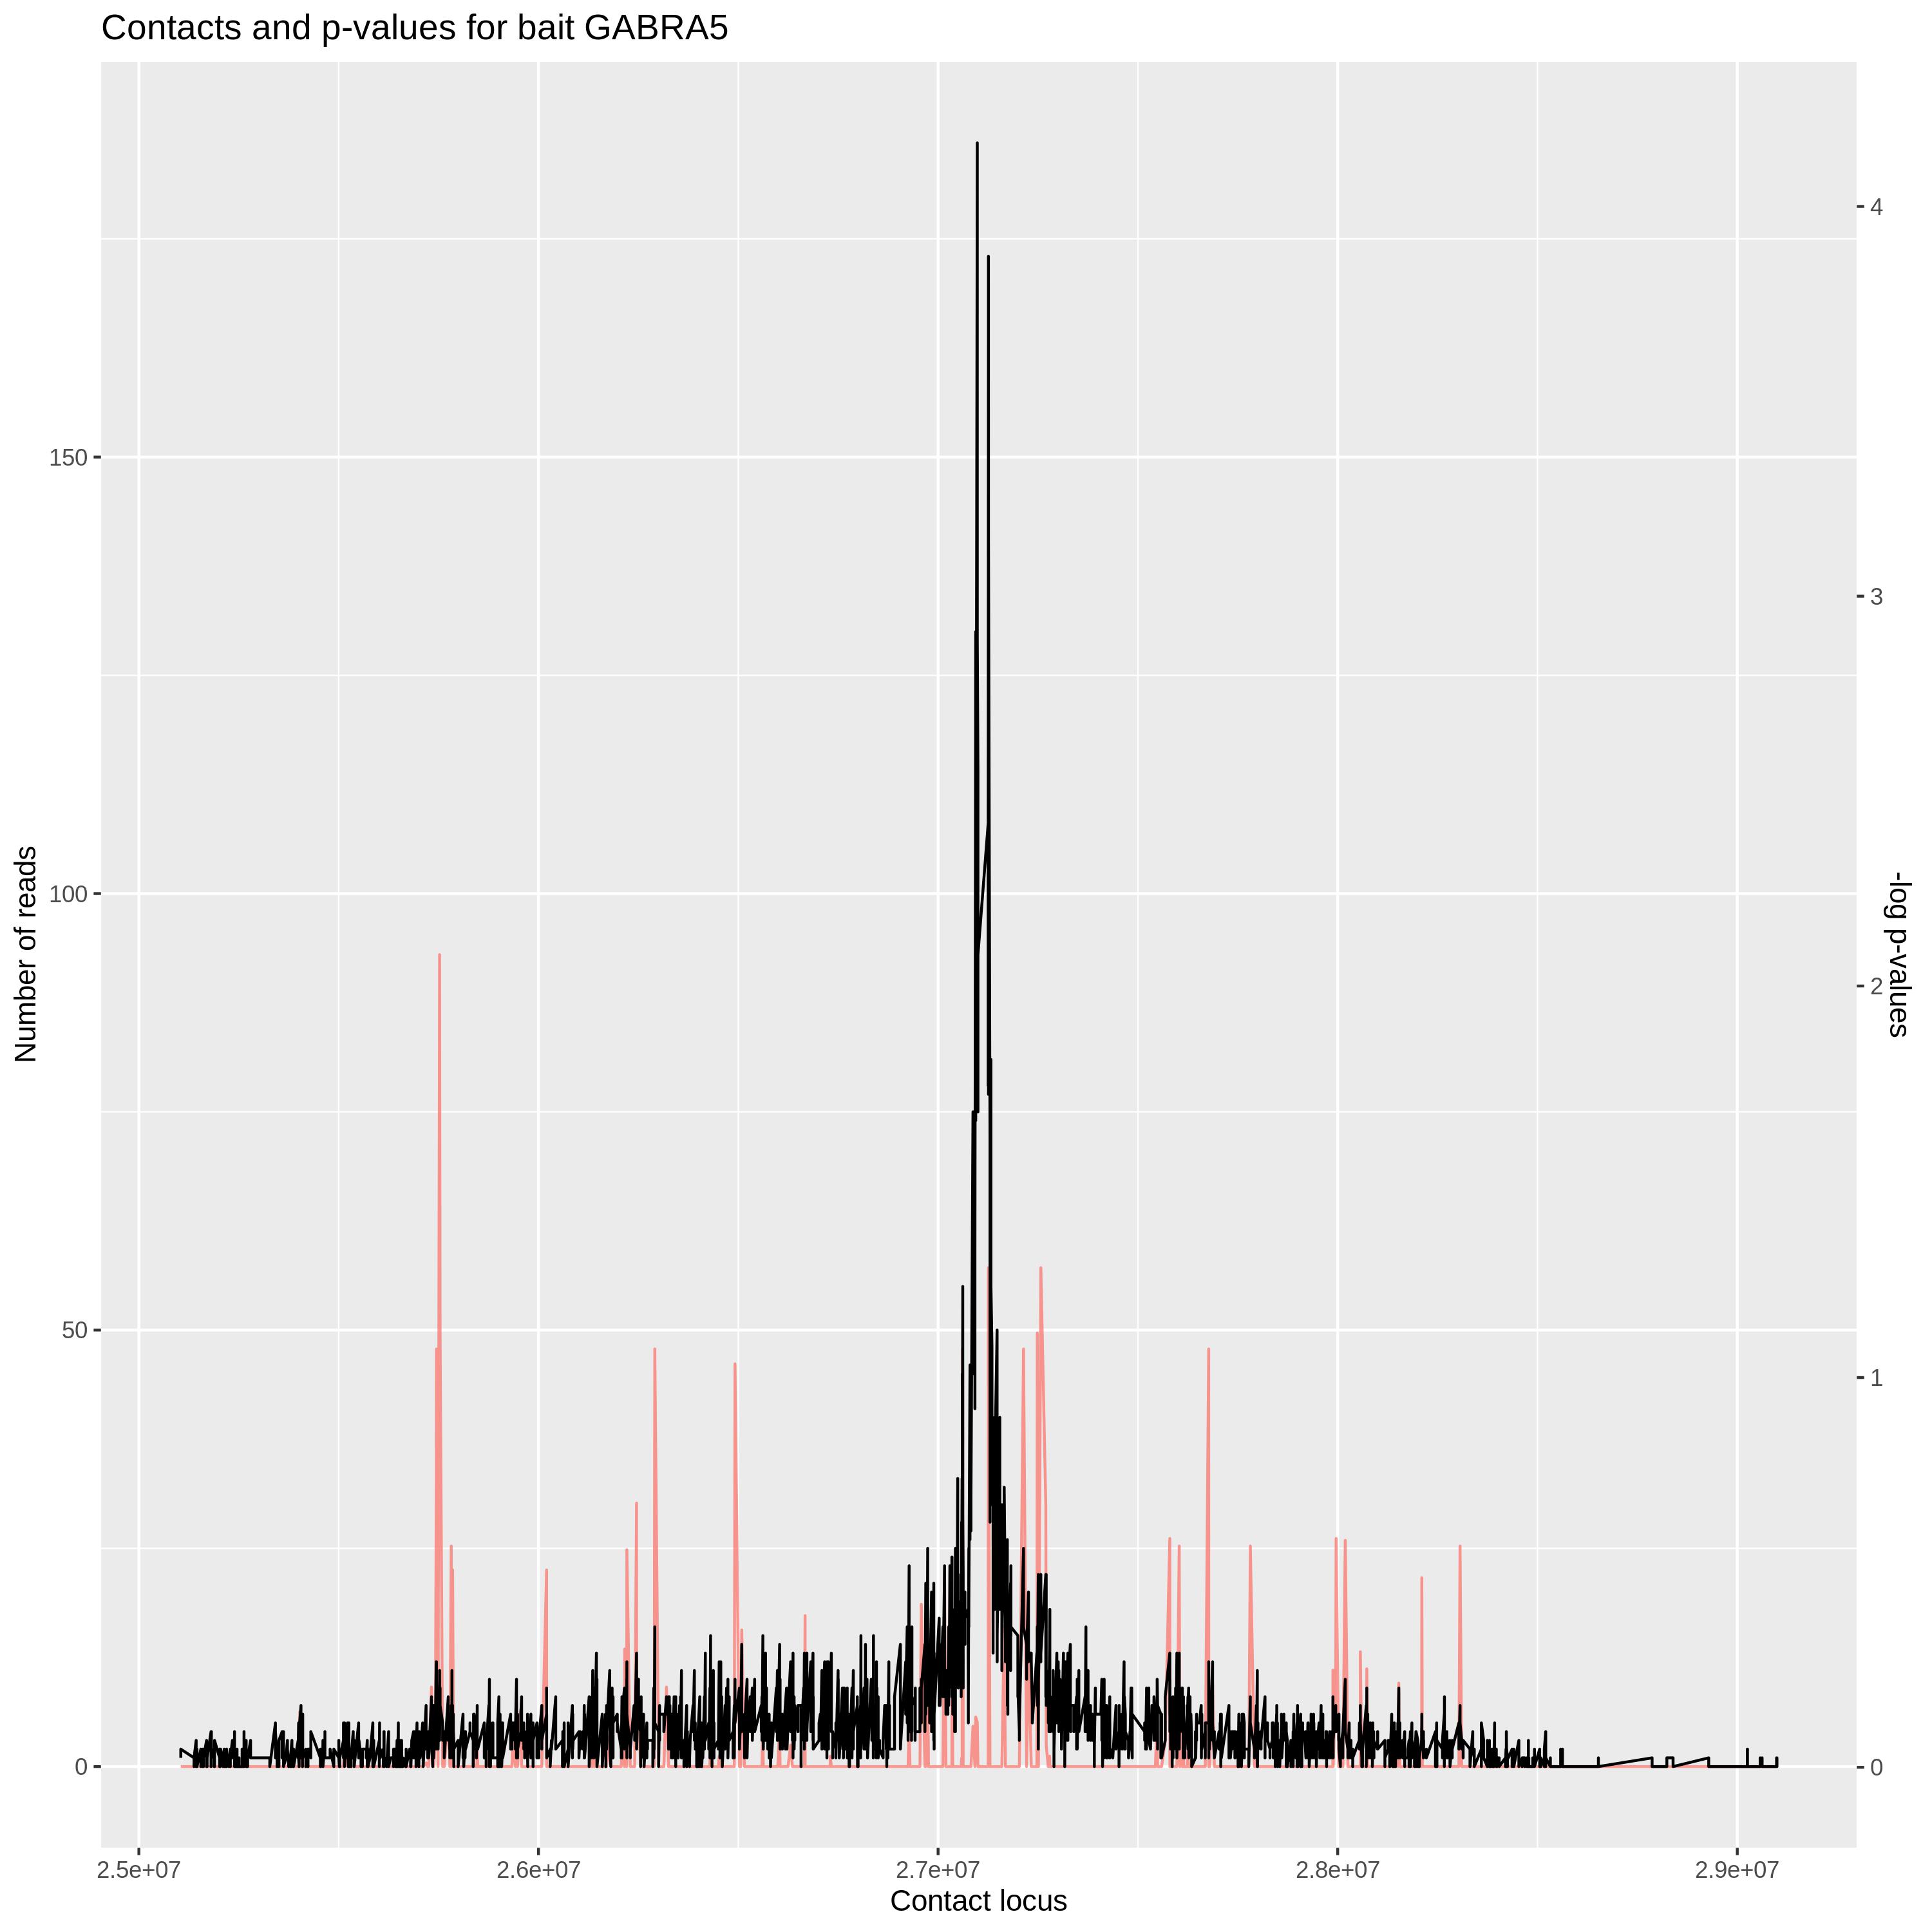 Contacts and p-values for bait GABRA5
Number of reads
150
100
50
0
4
3
2
1
0
-log p-values
2.5e+07 2.6e+07 2.7e+07 2.8e+07 2.9e+07
Contact locus